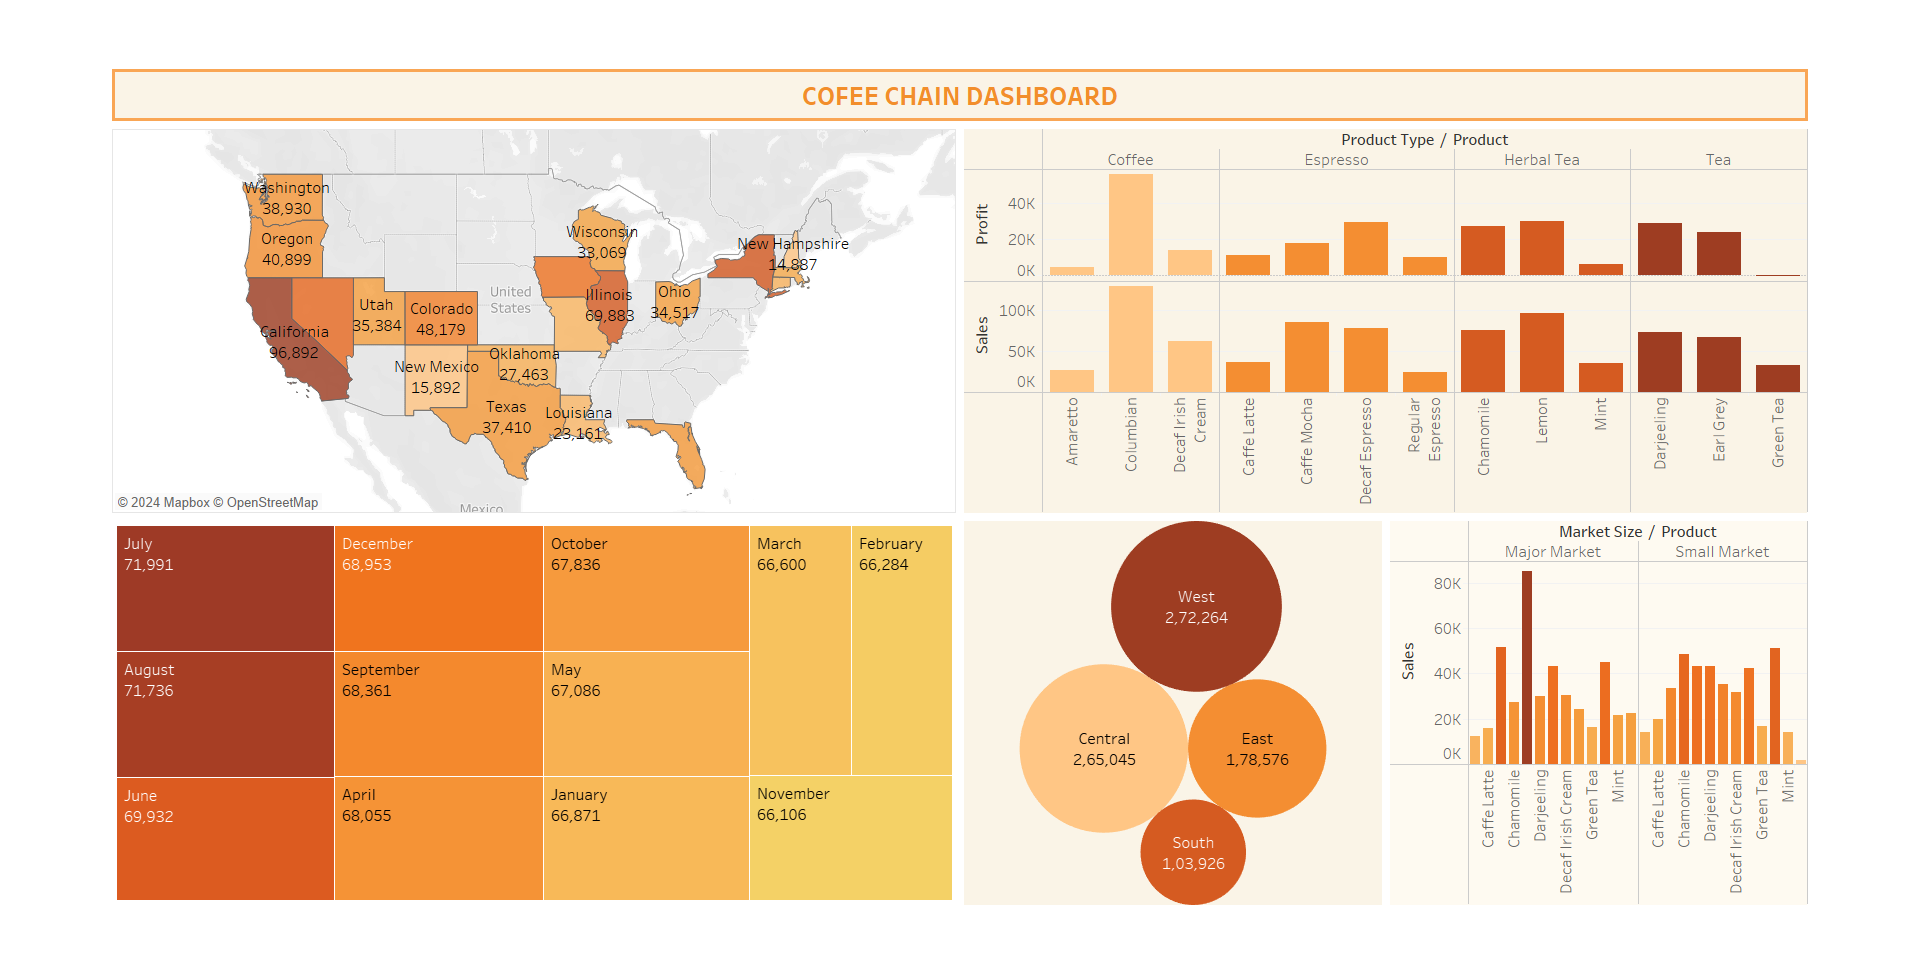 COFEE CHAIN DASHBOARD
Washington
38,930
Oregon
40,899
California
96,892
Utah
35,384
Colorado
48,179
New Mexico
15,892
United
States
Oklahoma
27,463
Texas
37,410
Louisiana
23,161
Wisconsin
33,069
Illinois
69,883
Ohio
34,517
New Hampshire
14,887
Mexico
© 2024 Mapbox © OpenStreetMap
Product Type / Product
Coffee
Espresso
Herbal Tea
Tea
Profit
40K
20K
0K
Sales
100K
50K
0K
Amaretto
Columbian
Decaf Irish
Cream
Caffe Latte
Caffe Mocha
Decaf Espresso
Regular
Espresso
Chamomile
Lemon
Mint
Darjeeling
Earl Grey
Green Tea
July
71,991
August
71,736
June
69,932
December
68,953
September
68,361
April
68,055
October
67,836
May
67,086
January
66,871
March
66,600
February
66,284
November
66,106
West
2,72,264
Central
2,65,045
East
1,78,576
South
1,03,926
Market Size / Product
Major Market
Small Market
Sales
80K
60K
40K
20K
0K
Caffe Latte
Chamomile
Darjeeling
Decaf Irish Cream
Green Tea
Mint
Caffe Latte
Chamomile
Darjeeling
Decaf Irish Cream
Green Tea
Mint